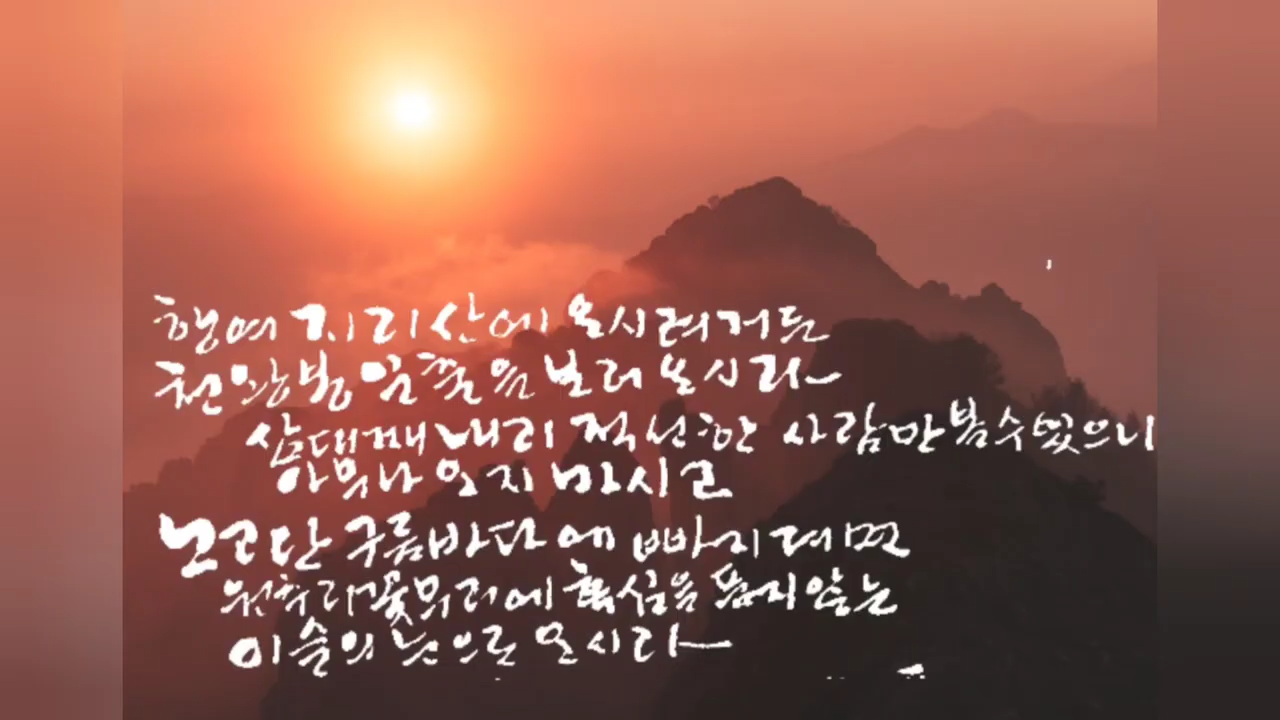 행여 지리산에 오시려거든
천왕봉 일출을 보러 오시라
삼대째 내리 적선한 사람만 볼 수 있으니
아무나 오지 마시고
노고단 구름바다에 빠지려면
원추리 꽃무리에 흑심을 품지 않는
이슬의 눈으로 오시라